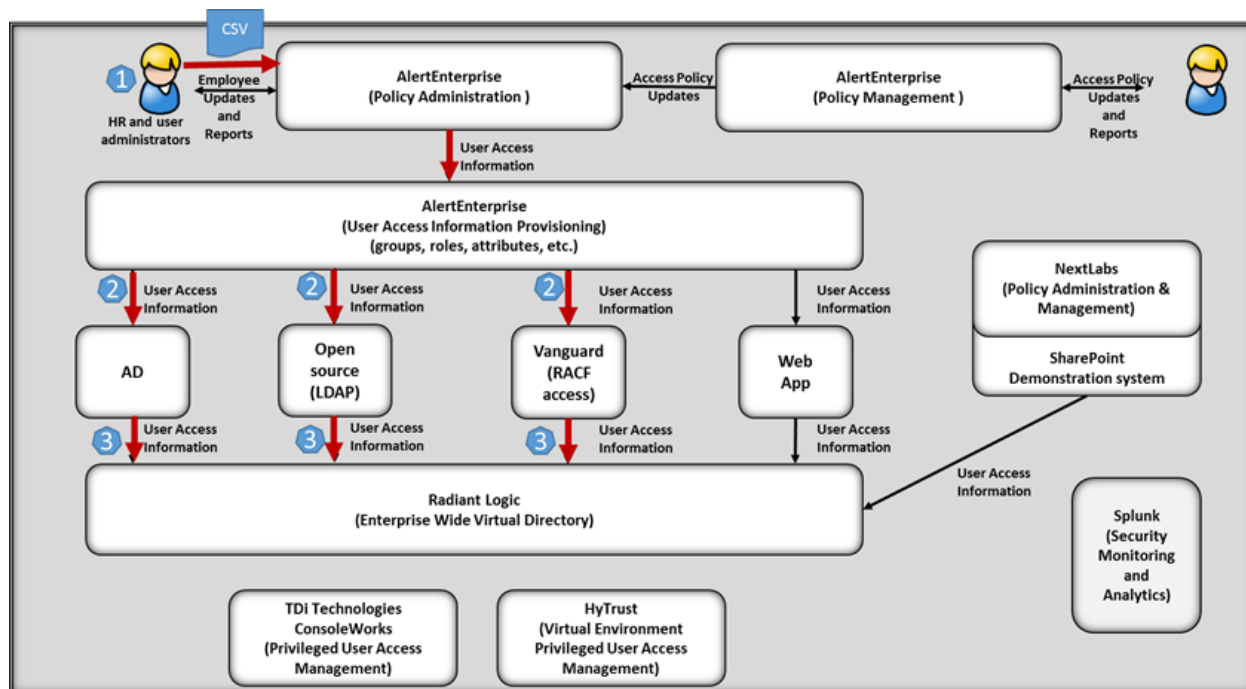 CSV
1
HR and user
administrators
Employee
Updates
and
Reports
AlertEnterprise
(Policy Administration )
Access Policy
Updates
AlertEnterprise
(Policy Management )
Access Policy
Updates
and
Reports
User Access
Information
AlertEnterprise
(User Access Information Provisioning)
(groups, roles, attributes, etc.)
2
User Access
Information
2
User Access
Information
2
User Access
Information
User Access
Information
NextLabs
(Policy Administration &
Management)
SharePoint
Demonstration system
AD
Open
source
(LDAP)
Vanguard
(RACF
access)
Web
App
3
User Access
Information
3
User Access
Information
3
User Access
Information
User Access
Information
User Access
Information
Radiant Logic
(Enterprise Wide Virtual Directory)
Splunk
(Security
Monitoring
and
Analytics)
TDi Technologies
ConsoleWorks
(Privileged User Access
Management)
HyTrust
(Virtual Environment
Privileged User Access
Management)